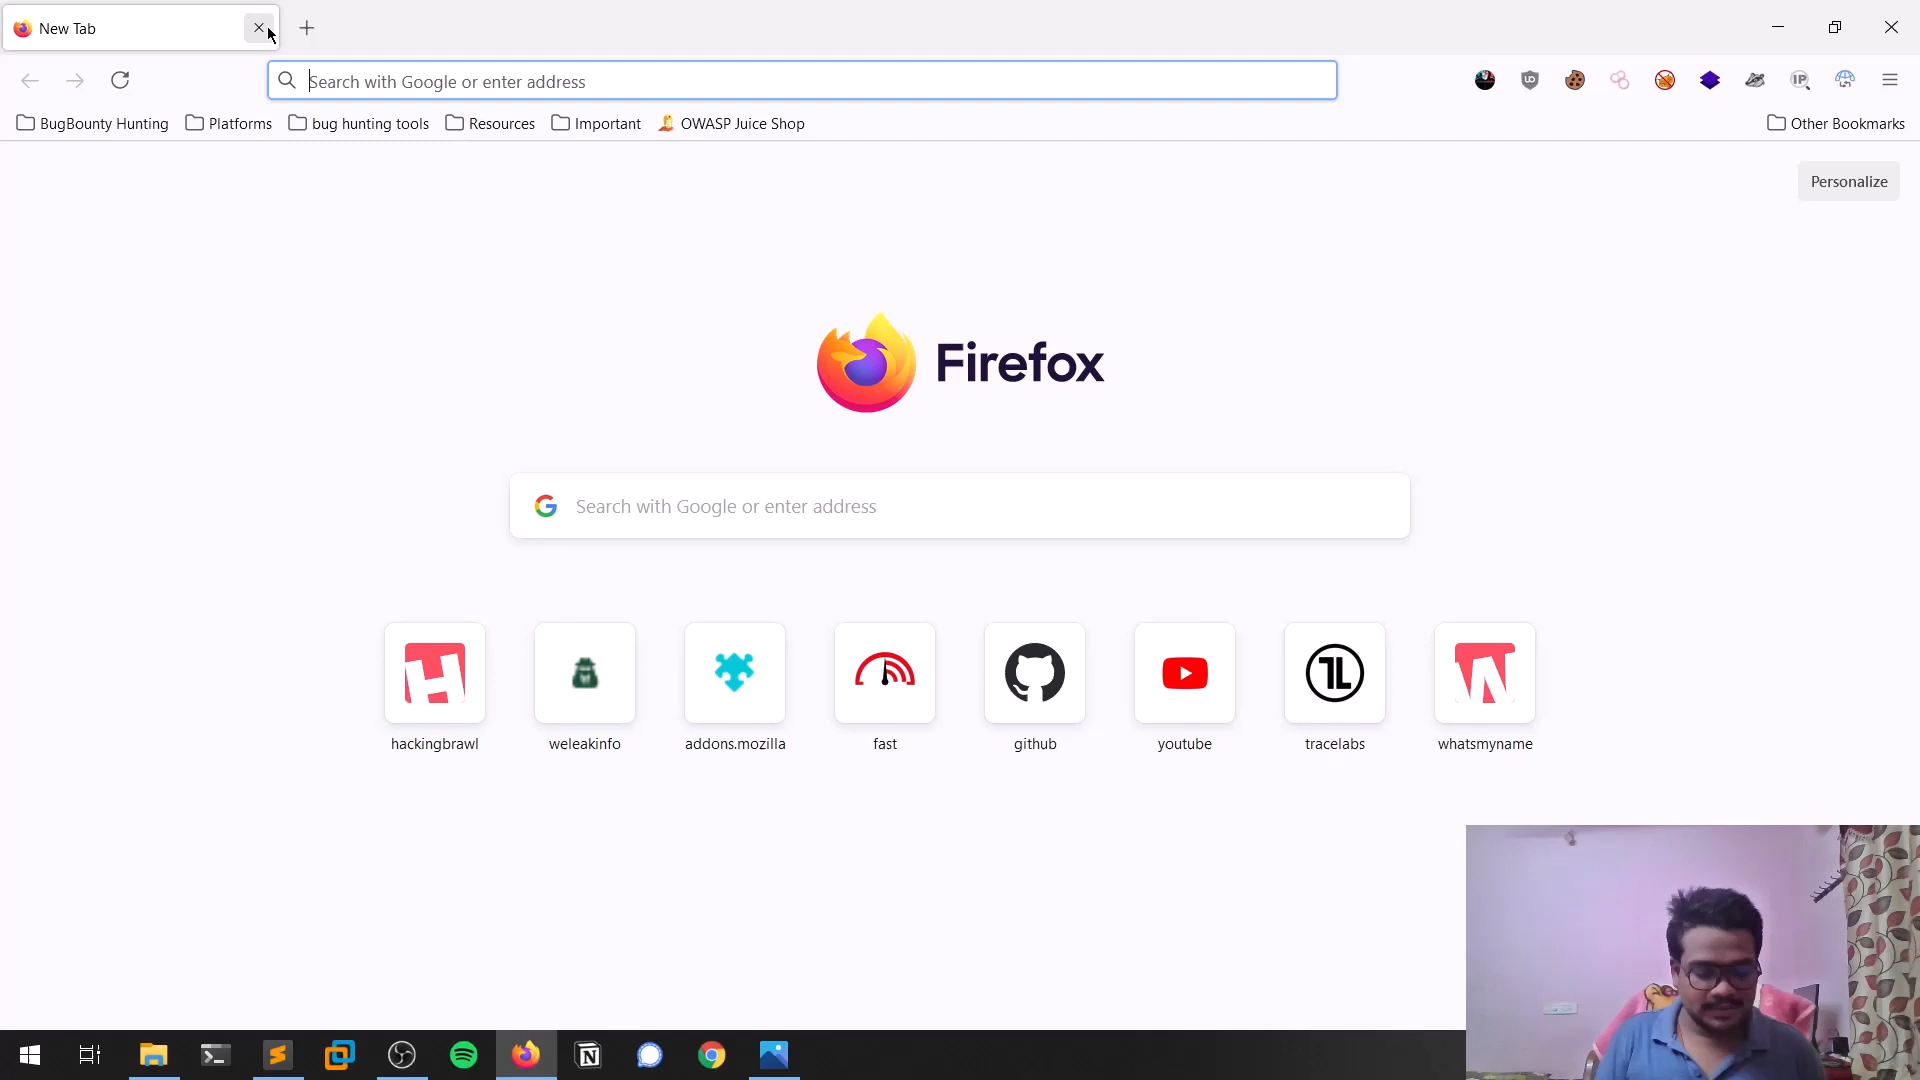 New Tab
Search with Google or enter address
BugBounty Hunting
Platforms
bug hunting tools
Resources
Important
OWASP Juice Shop
Other Bookmarks
Personalize
Firefox
Search with Google or enter address
hackingbrawl
weleakinfo
addons.mozilla
fast
github
youtube
tracelabs
whatsmyname